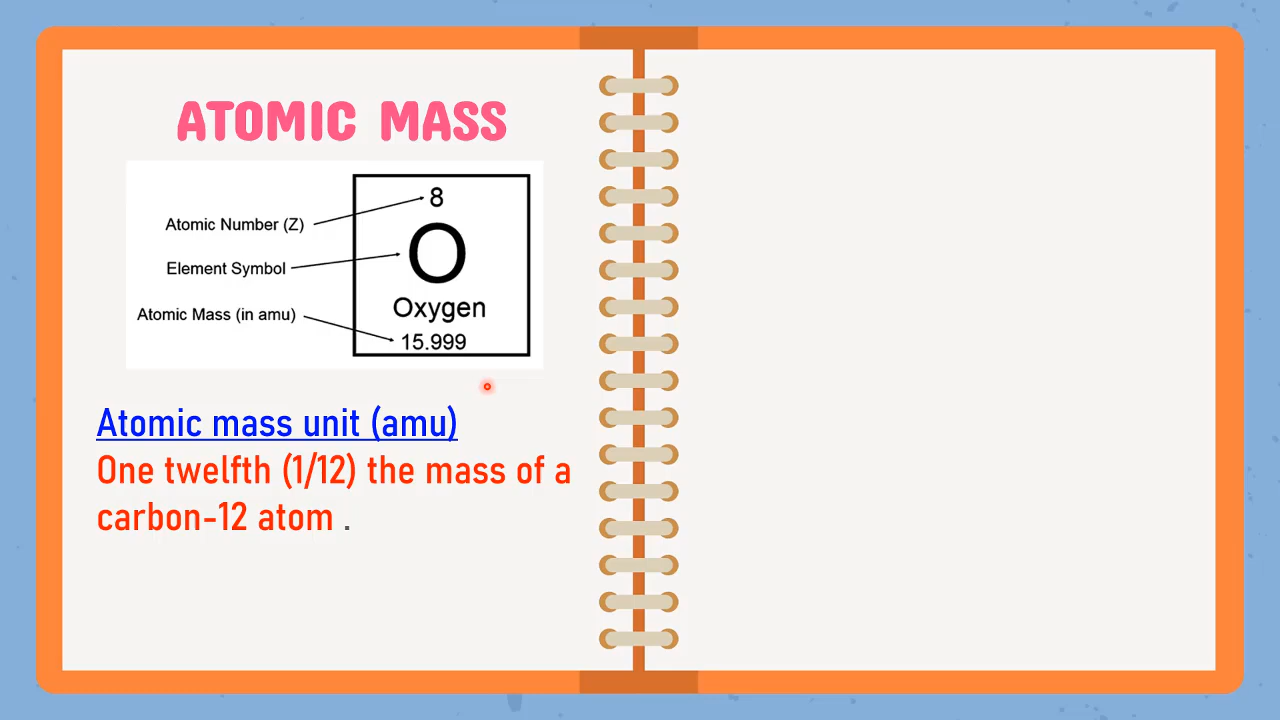 ATOMIC MASS
8
Atomic Number (Z)
O
Element Symbol
Oxygen
Atomic Mass (in amu)
15.999
Atomic mass unit (amu)
One twelfth (1/12) the mass of a
carbon-12 atom .